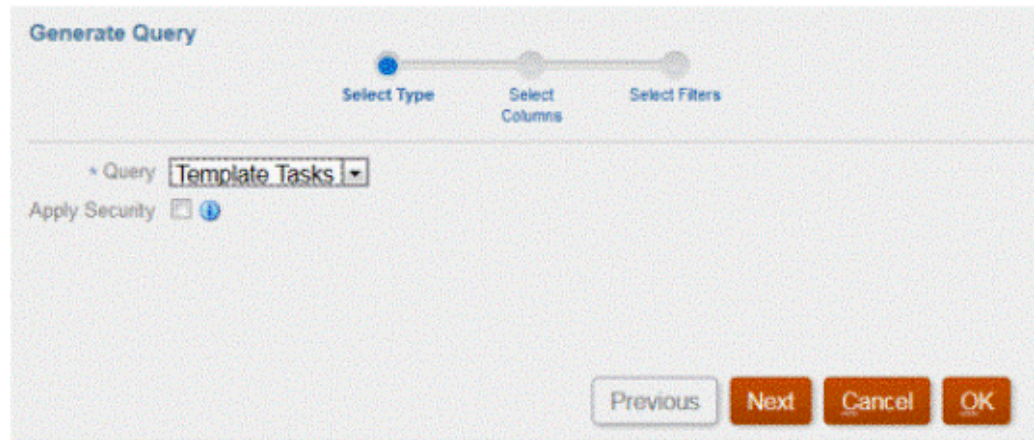 Generate Query
Select Type
Select
Columns
Select Filters
* Query Template Tasks
Apply Security
Previous Next Cancel OK